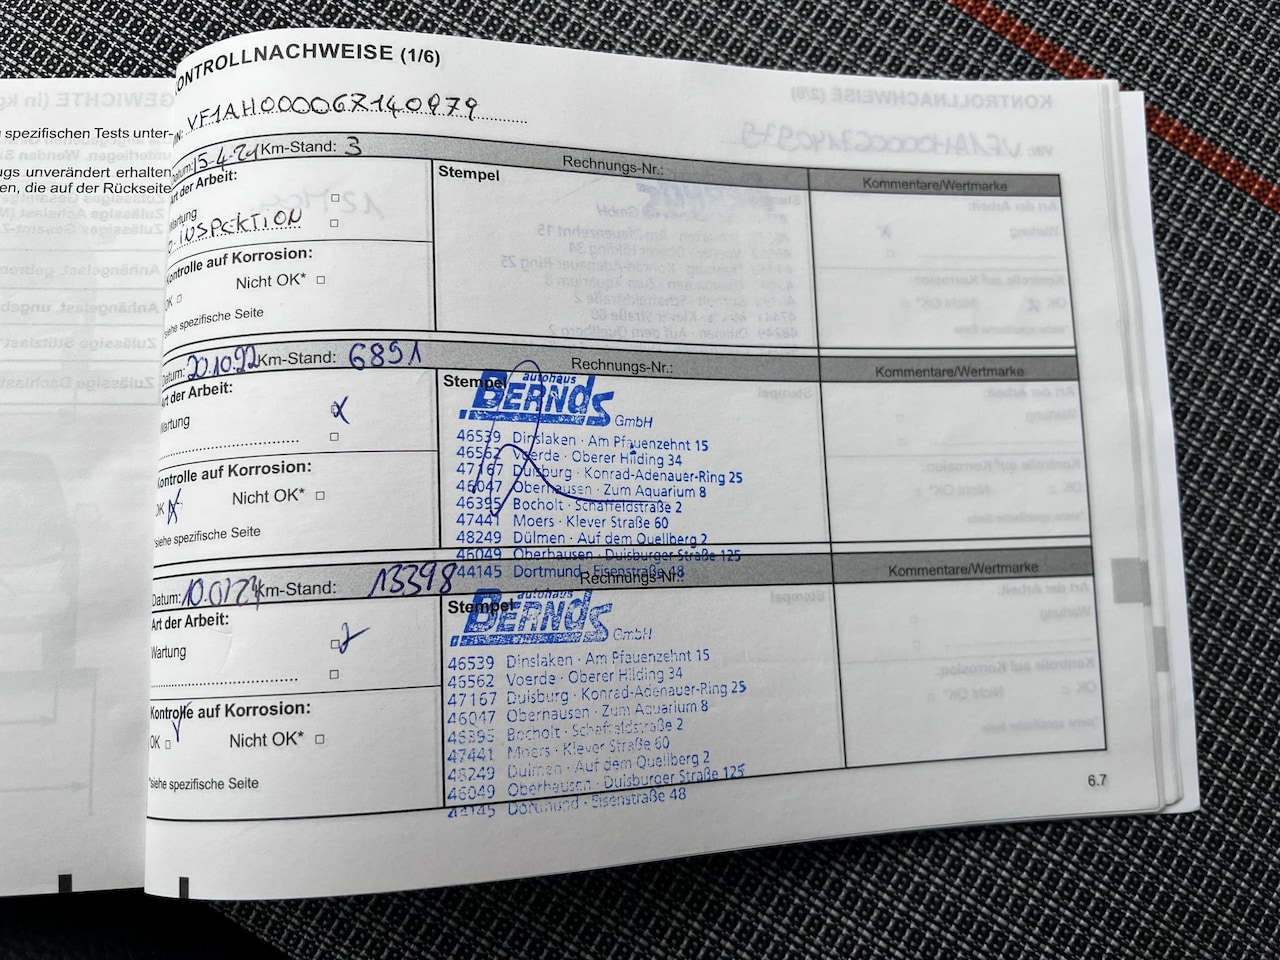 spezifischen Tests unter-
ugs unverändert erhalten
en, die auf der Rückseite
ONTROLLNACHWEISE (1/6)
IN: VF1AH000067140979
atum: 15-4-21 Km-Stand: 3 Rechnungs-Nr.: Kommentare/Wertmarke
Art der Arbeit: Stempel
artung
INSPEKTION
Kontrolle auf Korrosion:
OK Nicht OK*
siehe spezifische Seite
atum: 20.10.22 Km-Stand: 6891 Rechnungs-Nr.: Kommentare/Wertmarke
Art der Arbeit: Stempel
Wartung
Kontrolle auf Korrosion:
OK Nicht OK*
*siehe spezifische Seite
autohaus
BERNDS
GmbH
46539 Dinslaken · Am Pfauenzehnt 15
46562 Voerde · Oberer Hilding 34
47167 Duisburg · Konrad-Adenauer-Ring 25
46047 Oberhausen · Zum Aquarium 8
46395 Bocholt · Schaffeldstraße 2
47441 Moers · Klever Straße 60
48249 Dülmen · Auf dem Quellberg 2
46049 Oberhausen · Duisburger Straße 125
44145 Dortmund · Eisenstraße 48
Datum: Km-Stand: 13398 Rechnungs-Nr.: Kommentare/Wertmarke
Art der Arbeit: Stempel
Wartung
Kontrolle auf Korrosion:
OK Nicht OK*
*siehe spezifische Seite
autohaus
BERNDS
GmbH
46539 Dinslaken · Am Pfauenzehnt 15
46562 Voerde · Oberer Hilding 34
47167 Duisburg · Konrad-Adenauer-Ring 25
46047 Oberhausen · Zum Aquarium 8
46395 Bocholt · Schaffeldstraße 2
47441 Moers · Klever Straße 60
48249 Dülmen · Auf dem Quellberg 2
46049 Oberhausen · Duisburger Straße 125
44145 Dortmund · Eisenstraße 48
6.7